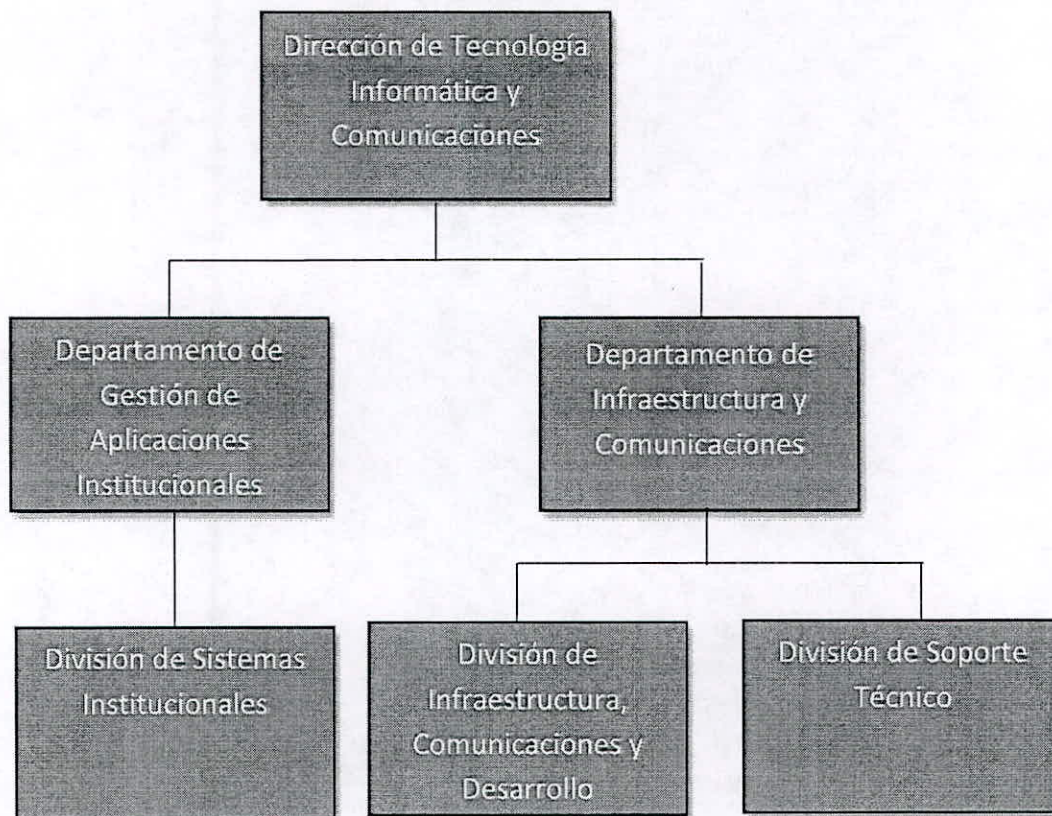 Dirección de Tecnología
Informática y
Comunicaciones
Departamento de
Gestión de
Aplicaciones
Institucionales
Departamento de
Infraestructura y
Comunicaciones
División de Sistemas
Institucionales
División de
Infraestructura,
Comunicaciones y
Desarrollo
División de Soporte
Técnico